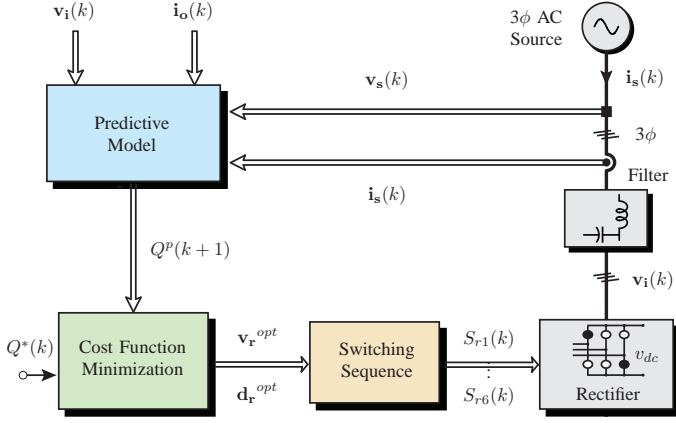 v_i(k)
i_o(k)
3φ AC
Source
i_s(k)
v_s(k)
Predictive
Model
3φ
Filter
i_s(k)
Q^p(k + 1)
v_i(k)
Q*(k)
Cost Function
Minimization
v_r^opt
d_r^opt
Switching
Sequence
S_r1(k)
⋮
S_r6(k)
v_dc
Rectifier